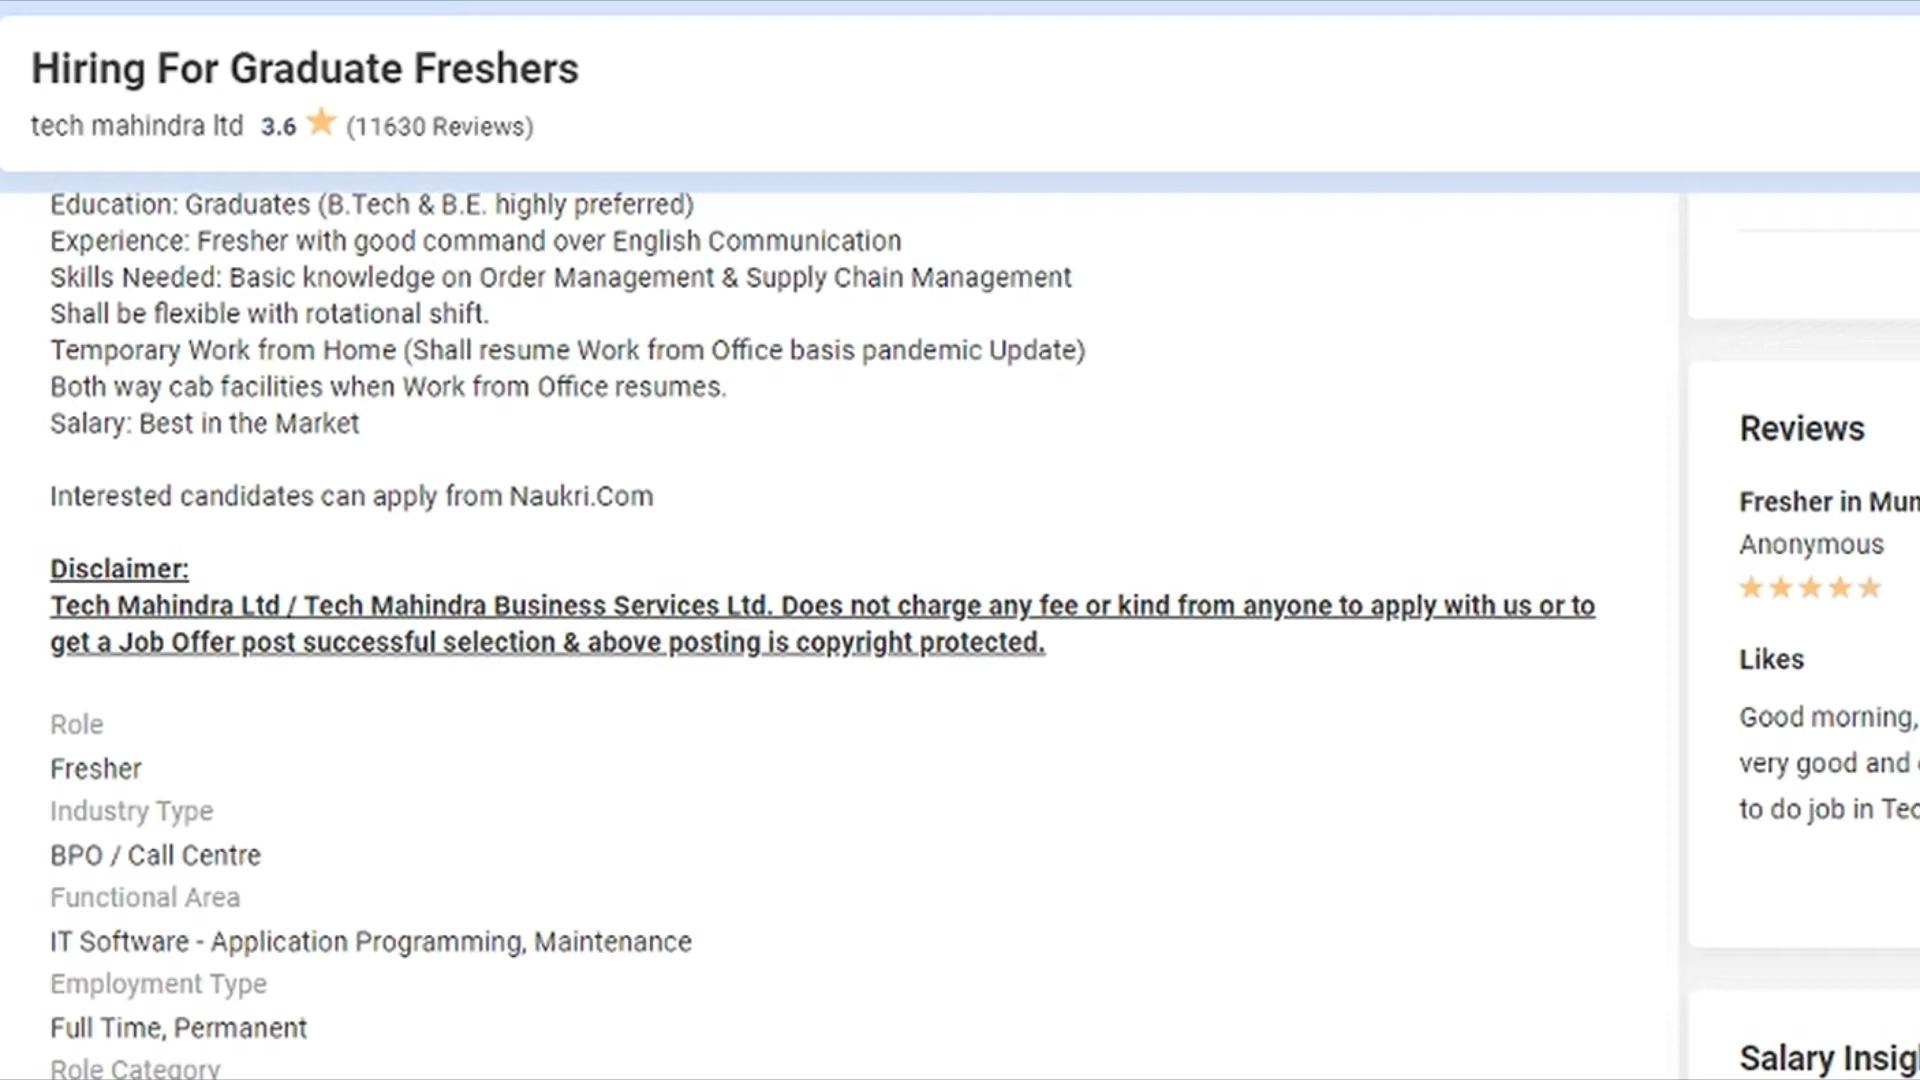 Hiring For Graduate Freshers
tech mahindra ltd 3.6 (11630 Reviews)
Education: Graduates (B.Tech & B.E. highly preferred)
Experience: Fresher with good command over English Communication
Skills Needed: Basic knowledge on Order Management & Supply Chain Management
Shall be flexible with rotational shift.
Temporary Work from Home (Shall resume Work from Office basis pandemic Update)
Both way cab facilities when Work from Office resumes.
Salary: Best in the Market
Interested candidates can apply from Naukri.Com
Disclaimer:
Tech Mahindra Ltd / Tech Mahindra Business Services Ltd. Does not charge any fee or kind from anyone to apply with us or to
get a Job Offer post successful selection & above posting is copyright protected.
Role
Fresher
Industry Type
BPO / Call Centre
Functional Area
IT Software - Application Programming, Maintenance
Employment Type
Full Time, Permanent
Role Category
Reviews
Fresher in Mum
Anonymous
Likes
Good morning,
very good and
to do job in Tec
Salary Insig